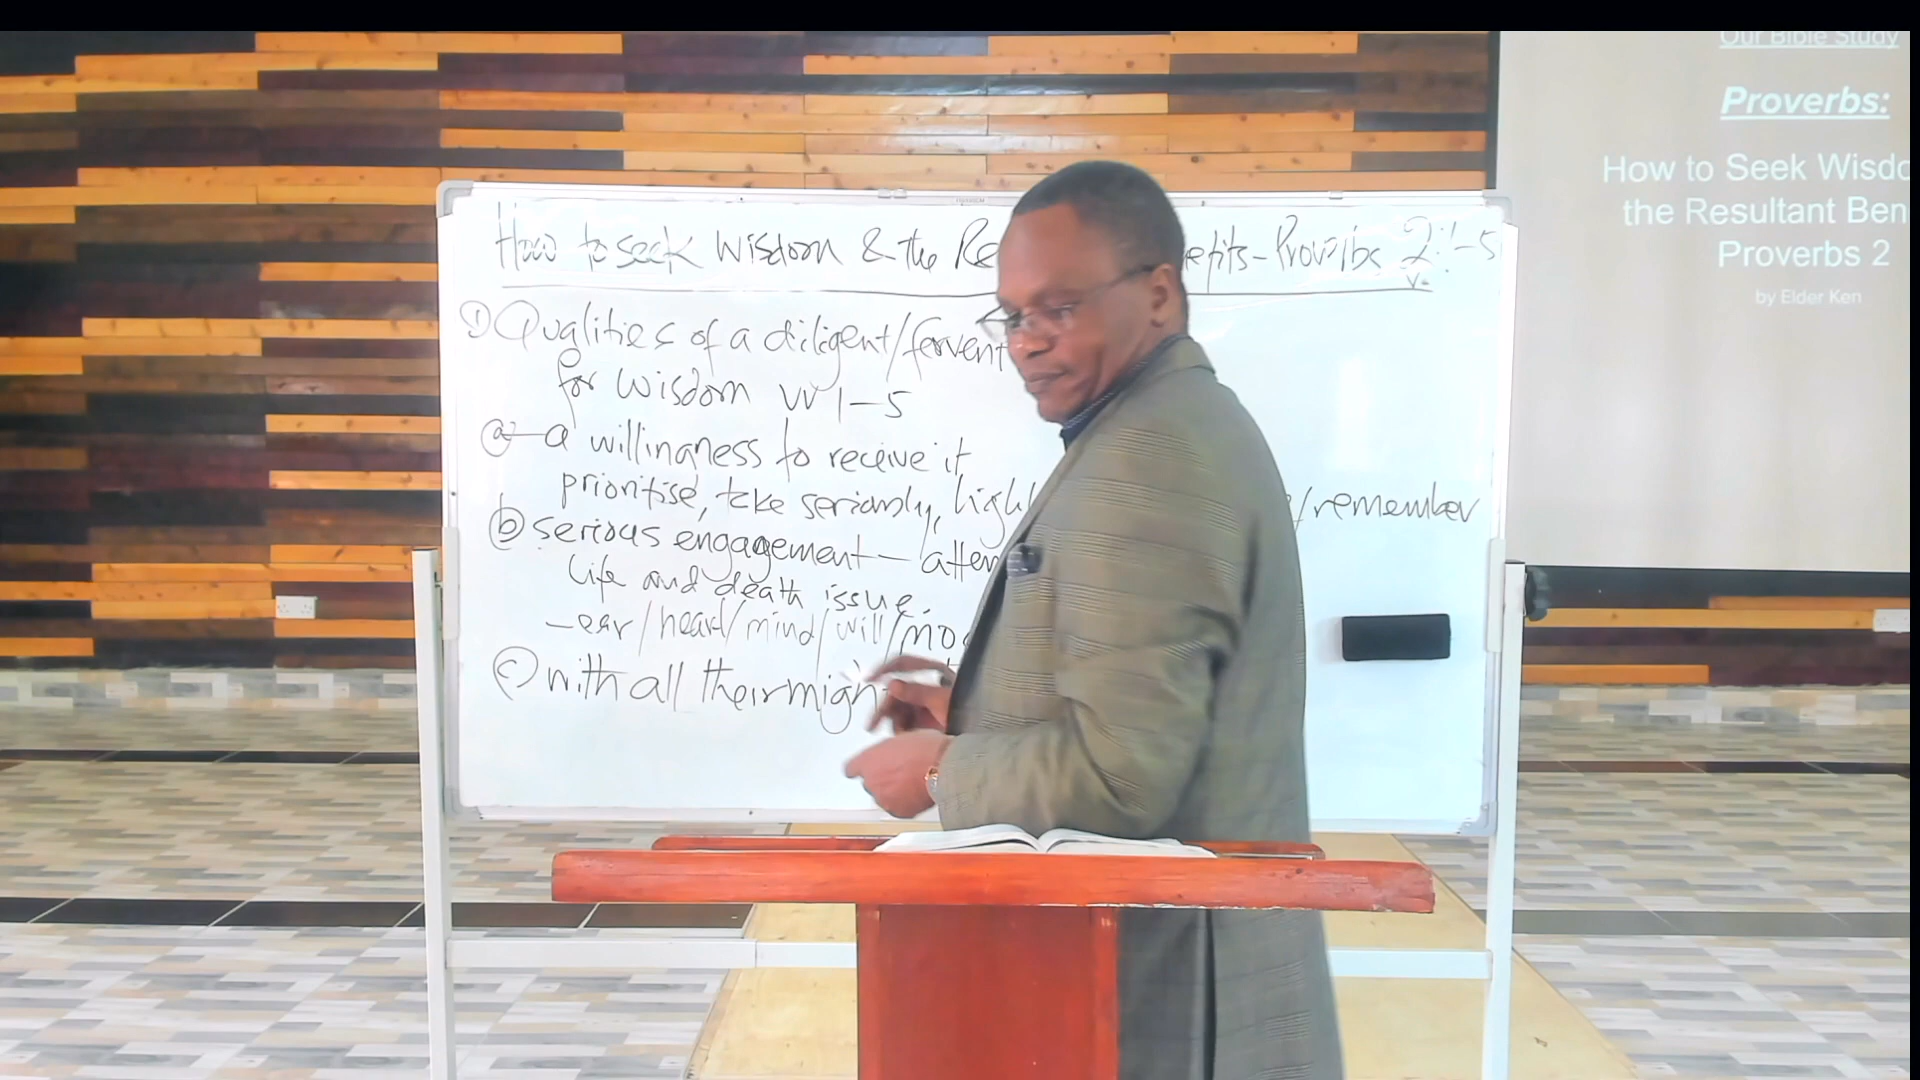 How to seek wisdom & the Re efits - Proverbs 2:1-5
v.
1) Qualities of a diligent/fervent
for wisdom vv 1-5
(a) - a willingness to receive it
prioritise, take seriously, high /remember
(b) serious engagement - atten
life and death issue.
- ear/heart/mind/will/
(c) with all their migh
Our Bible Study
Proverbs:
How to Seek Wisdo
the Resultant Ben
Proverbs 2
by Elder Ken